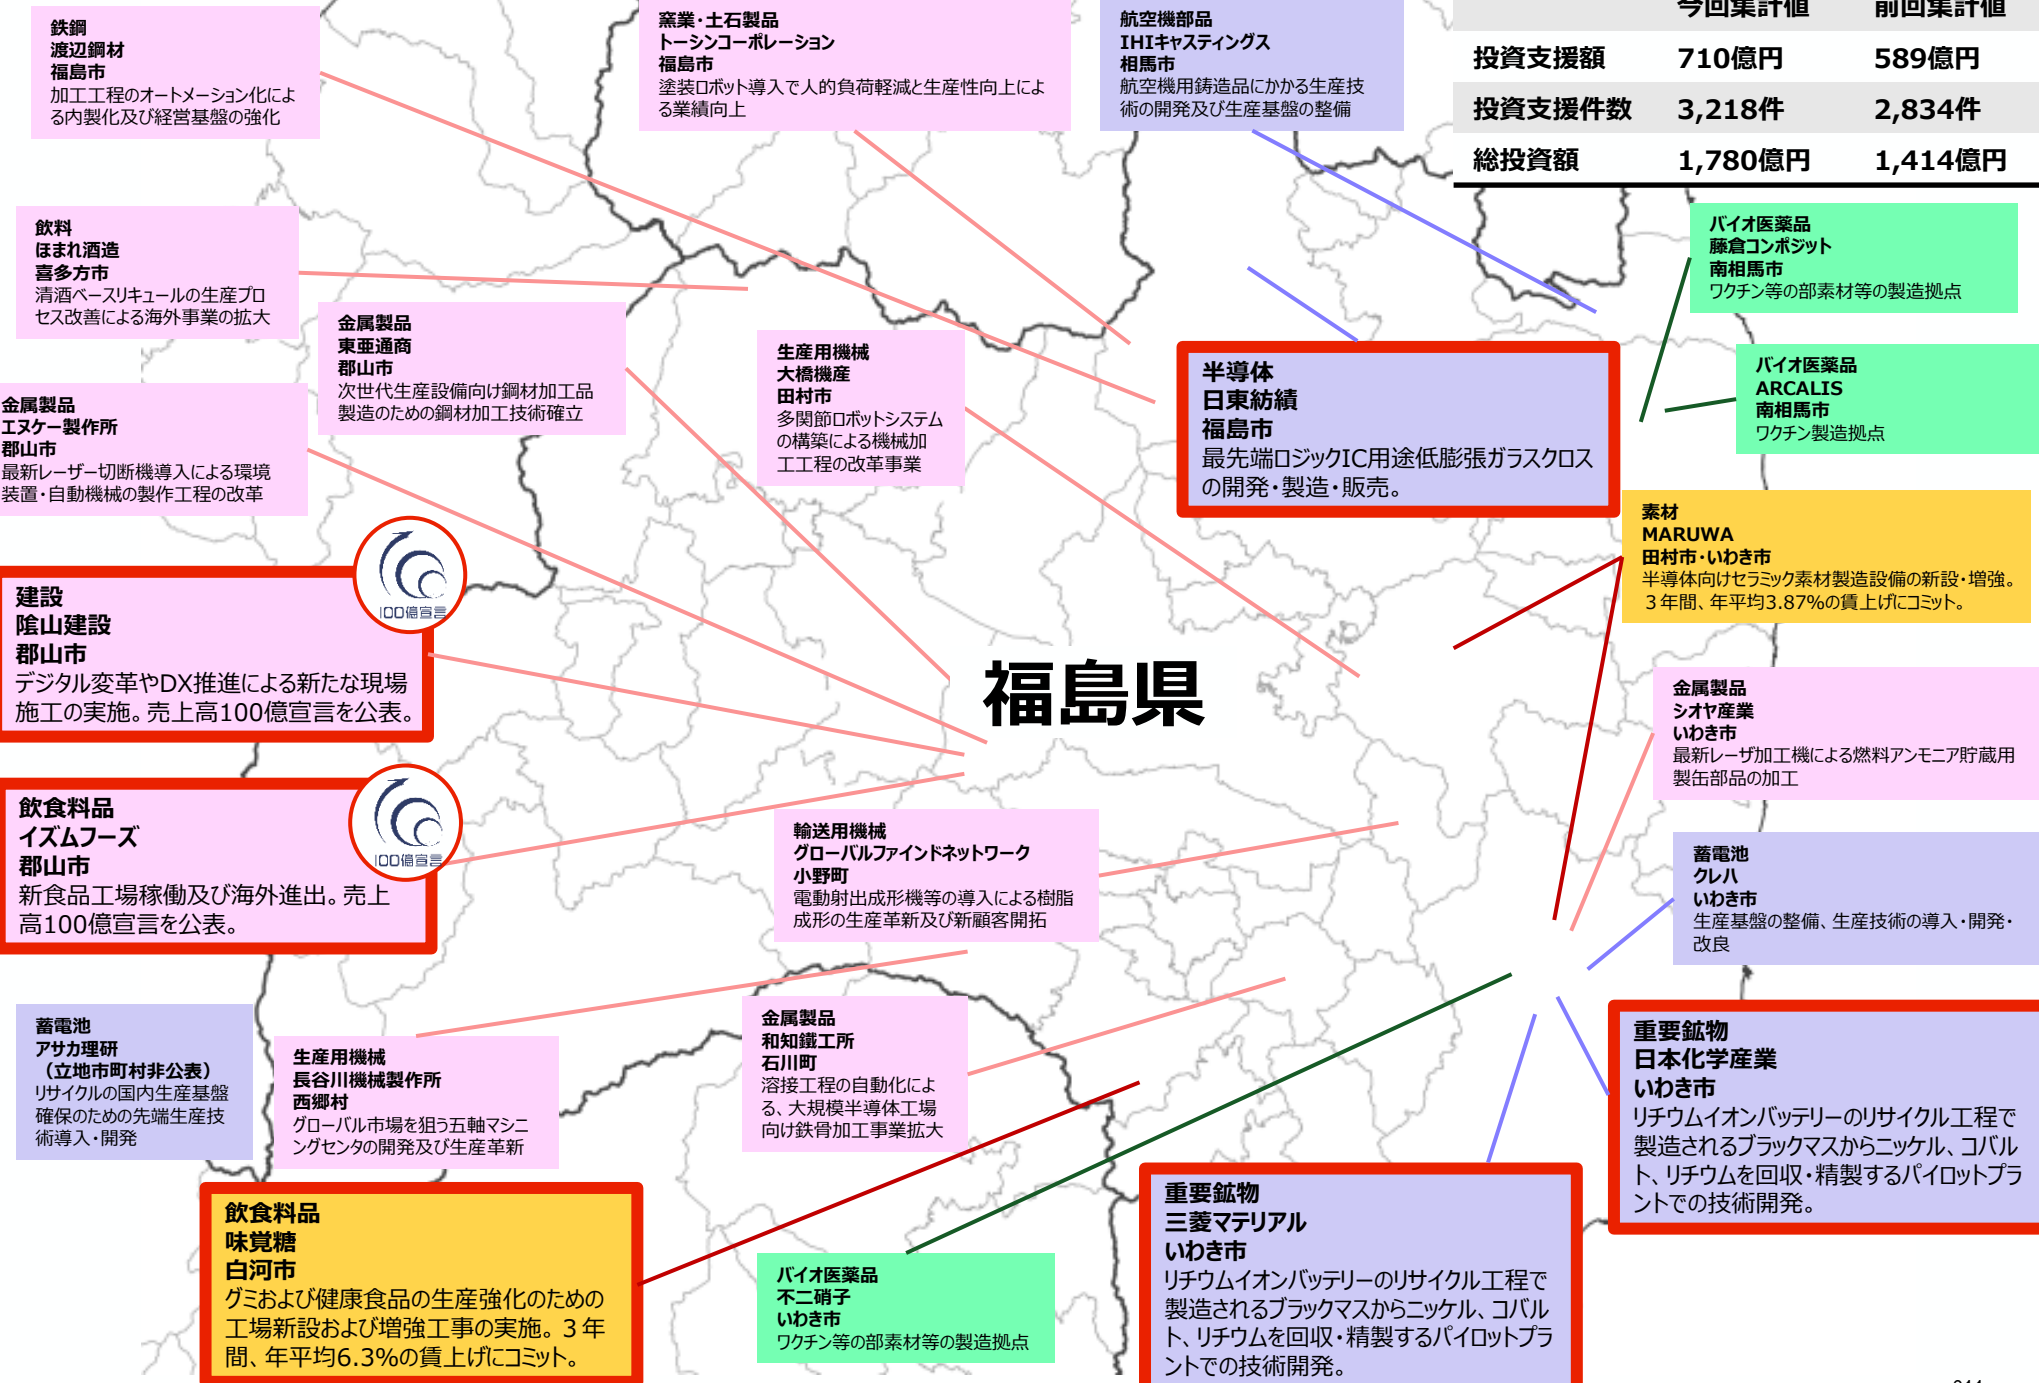 今回集計値 前回集計値
投資支援額 710億円 589億円
投資支援件数 3,218件 2,834件
総投資額 1,780億円 1,414億円
鉄鋼
渡辺鋼材
福島市
加工工程のオートメーション化によ
る内製化及び経営基盤の強化
窯業・土石製品
トーシンコーポレーション
福島市
塗装ロボット導入で人的負荷軽減と生産性向上によ
る業績向上
航空機部品
IHIキャスティングス
相馬市
航空機用鋳造品にかかる生産技
術の開発及び生産基盤の整備
飲料
ほまれ酒造
喜多方市
清酒ベースリキュールの生産プロ
セス改善による海外事業の拡大
金属製品
東亜通商
郡山市
次世代生産設備向け鋼材加工品
製造のための鋼材加工技術確立
生産用機械
大橋機産
田村市
多関節ロボットシステム
の構築による機械加
工工程の改革事業
半導体
日東紡績
福島市
最先端ロジックIC用途低膨張ガラスクロス
の開発・製造・販売。
バイオ医薬品
藤倉コンポジット
南相馬市
ワクチン等の部素材等の製造拠点
バイオ医薬品
ARCALIS
南相馬市
ワクチン製造拠点
金属製品
エヌケー製作所
郡山市
最新レーザー切断機導入による環境
装置・自動機械の製作工程の改革
素材
MARUWA
田村市・いわき市
半導体向けセラミック素材製造設備の新設・増強。
3年間、年平均3.87%の賃上げにコミット。
100億宣言
建設
陰山建設
郡山市
デジタル変革やDX推進による新たな現場
施工の実施。売上高100億宣言を公表。
福島県
金属製品
シオヤ産業
いわき市
最新レーザ加工機による燃料アンモニア貯蔵用
製缶部品の加工
100億宣言
飲食料品
イズムフーズ
郡山市
新食品工場稼働及び海外進出。売上
高100億宣言を公表。
輸送用機械
グローバルファインドネットワーク
小野町
電動射出成形機等の導入による樹脂
成形の生産革新及び新顧客開拓
蓄電池
クレハ
いわき市
生産基盤の整備、生産技術の導入・開発・
改良
蓄電池
アサカ理研
（立地市町村非公表）
リサイクルの国内生産基盤
確保のための先端生産技
術導入・開発
生産用機械
長谷川機械製作所
西郷村
グローバル市場を狙う五軸マシニ
ングセンタの開発及び生産革新
金属製品
和知鐵工所
石川町
溶接工程の自動化によ
る、大規模半導体工場
向け鉄骨加工事業拡大
重要鉱物
日本化学産業
いわき市
リチウムイオンバッテリーのリサイクル工程で
製造されるブラックマスからニッケル、コバル
ト、リチウムを回収・精製するパイロットプラ
ントでの技術開発。
飲食料品
味覚糖
白河市
グミおよび健康食品の生産強化のための
工場新設および増強工事の実施。3年
間、年平均6.3%の賃上げにコミット。
バイオ医薬品
不二硝子
いわき市
ワクチン等の部素材等の製造拠点
重要鉱物
三菱マテリアル
いわき市
リチウムイオンバッテリーのリサイクル工程で
製造されるブラックマスからニッケル、コバル
ト、リチウムを回収・精製するパイロットプラ
ントでの技術開発。